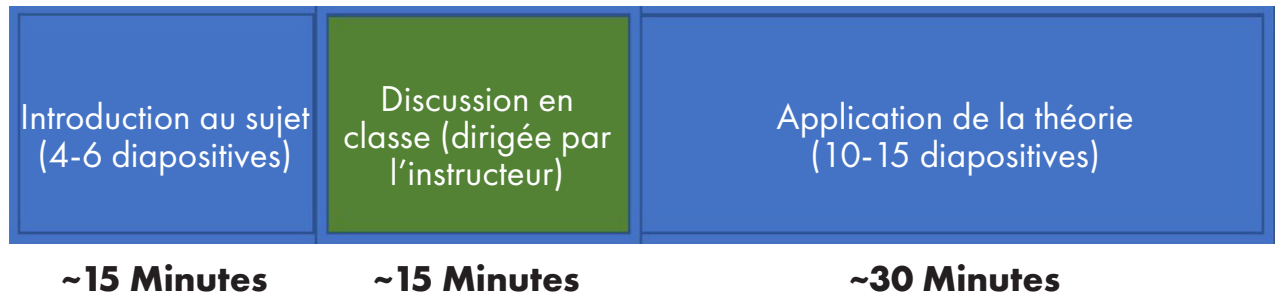 Introduction au sujet
(4-6 diapositives)
Discussion en
classe (dirigée par
l’instructeur)
Application de la théorie
(10-15 diapositives)
~15 Minutes
~15 Minutes
~30 Minutes